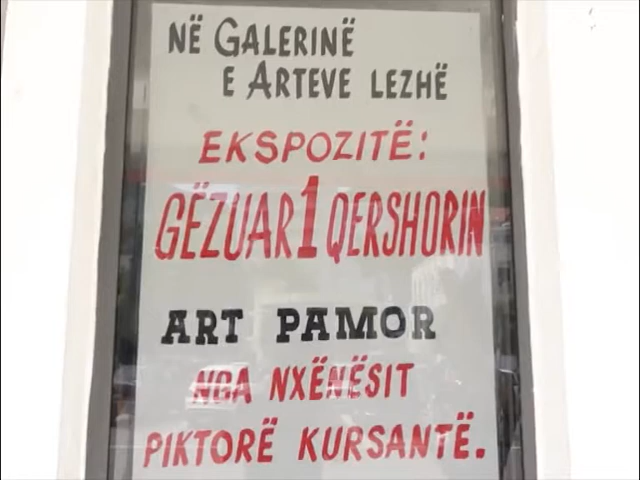 NË GALERINË
E ARTEVE LEZHË
EKSPOZITË:
GËZUAR 1 QERSHORIN
ART PAMOR
NGA NXËNËSIT
PIKTORË KURSANTË.